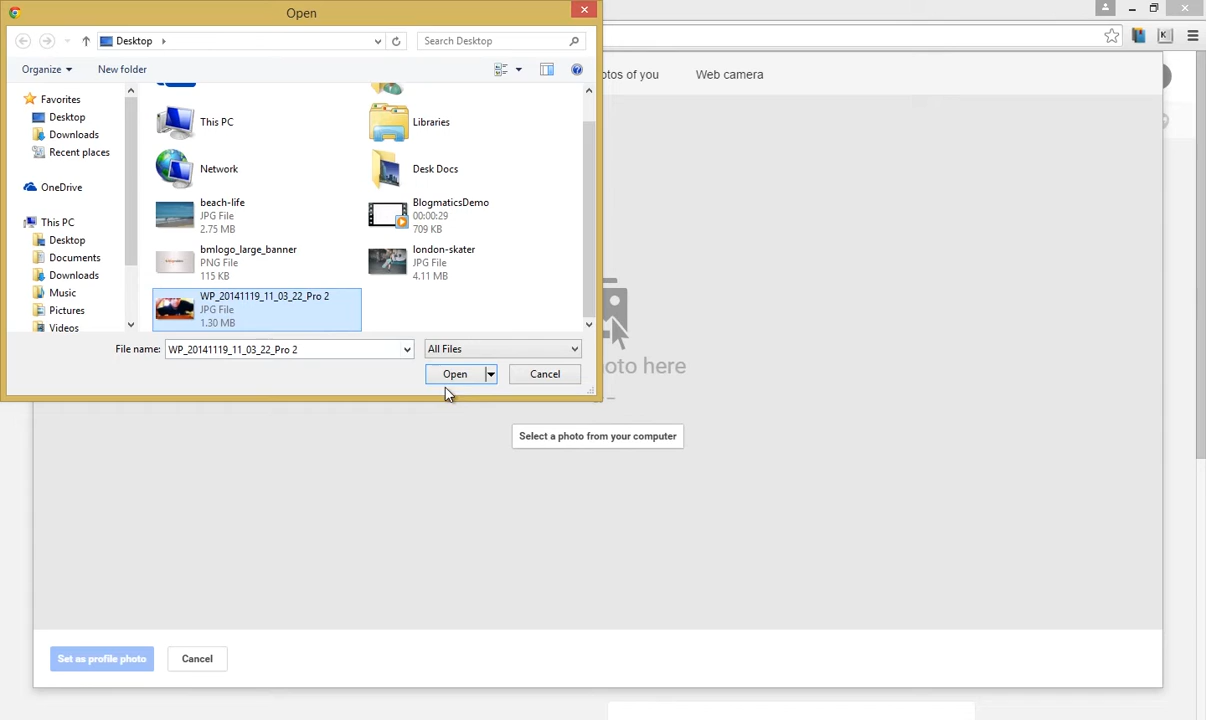 Open
Desktop
Search Desktop
Organize
New folder
Favorites
Desktop
Downloads
Recent places
OneDrive
This PC
Desktop
Documents
Downloads
Music
Pictures
Videos
This PC
Libraries
Network
Desk Docs
beach-life
JPG File
2.75 MB
BlogmaticsDemo
00:00:29
709 KB
bmlogo_large_banner
PNG File
115 KB
london-skater
JPG File
4.11 MB
WP_20141119_11_03_22_Pro 2
JPG File
1.30 MB
File name:
WP_20141119_11_03_22_Pro 2
All Files
Open
Cancel
of you
Web camera
here
Select a photo from your computer
Set as profile photo
Cancel